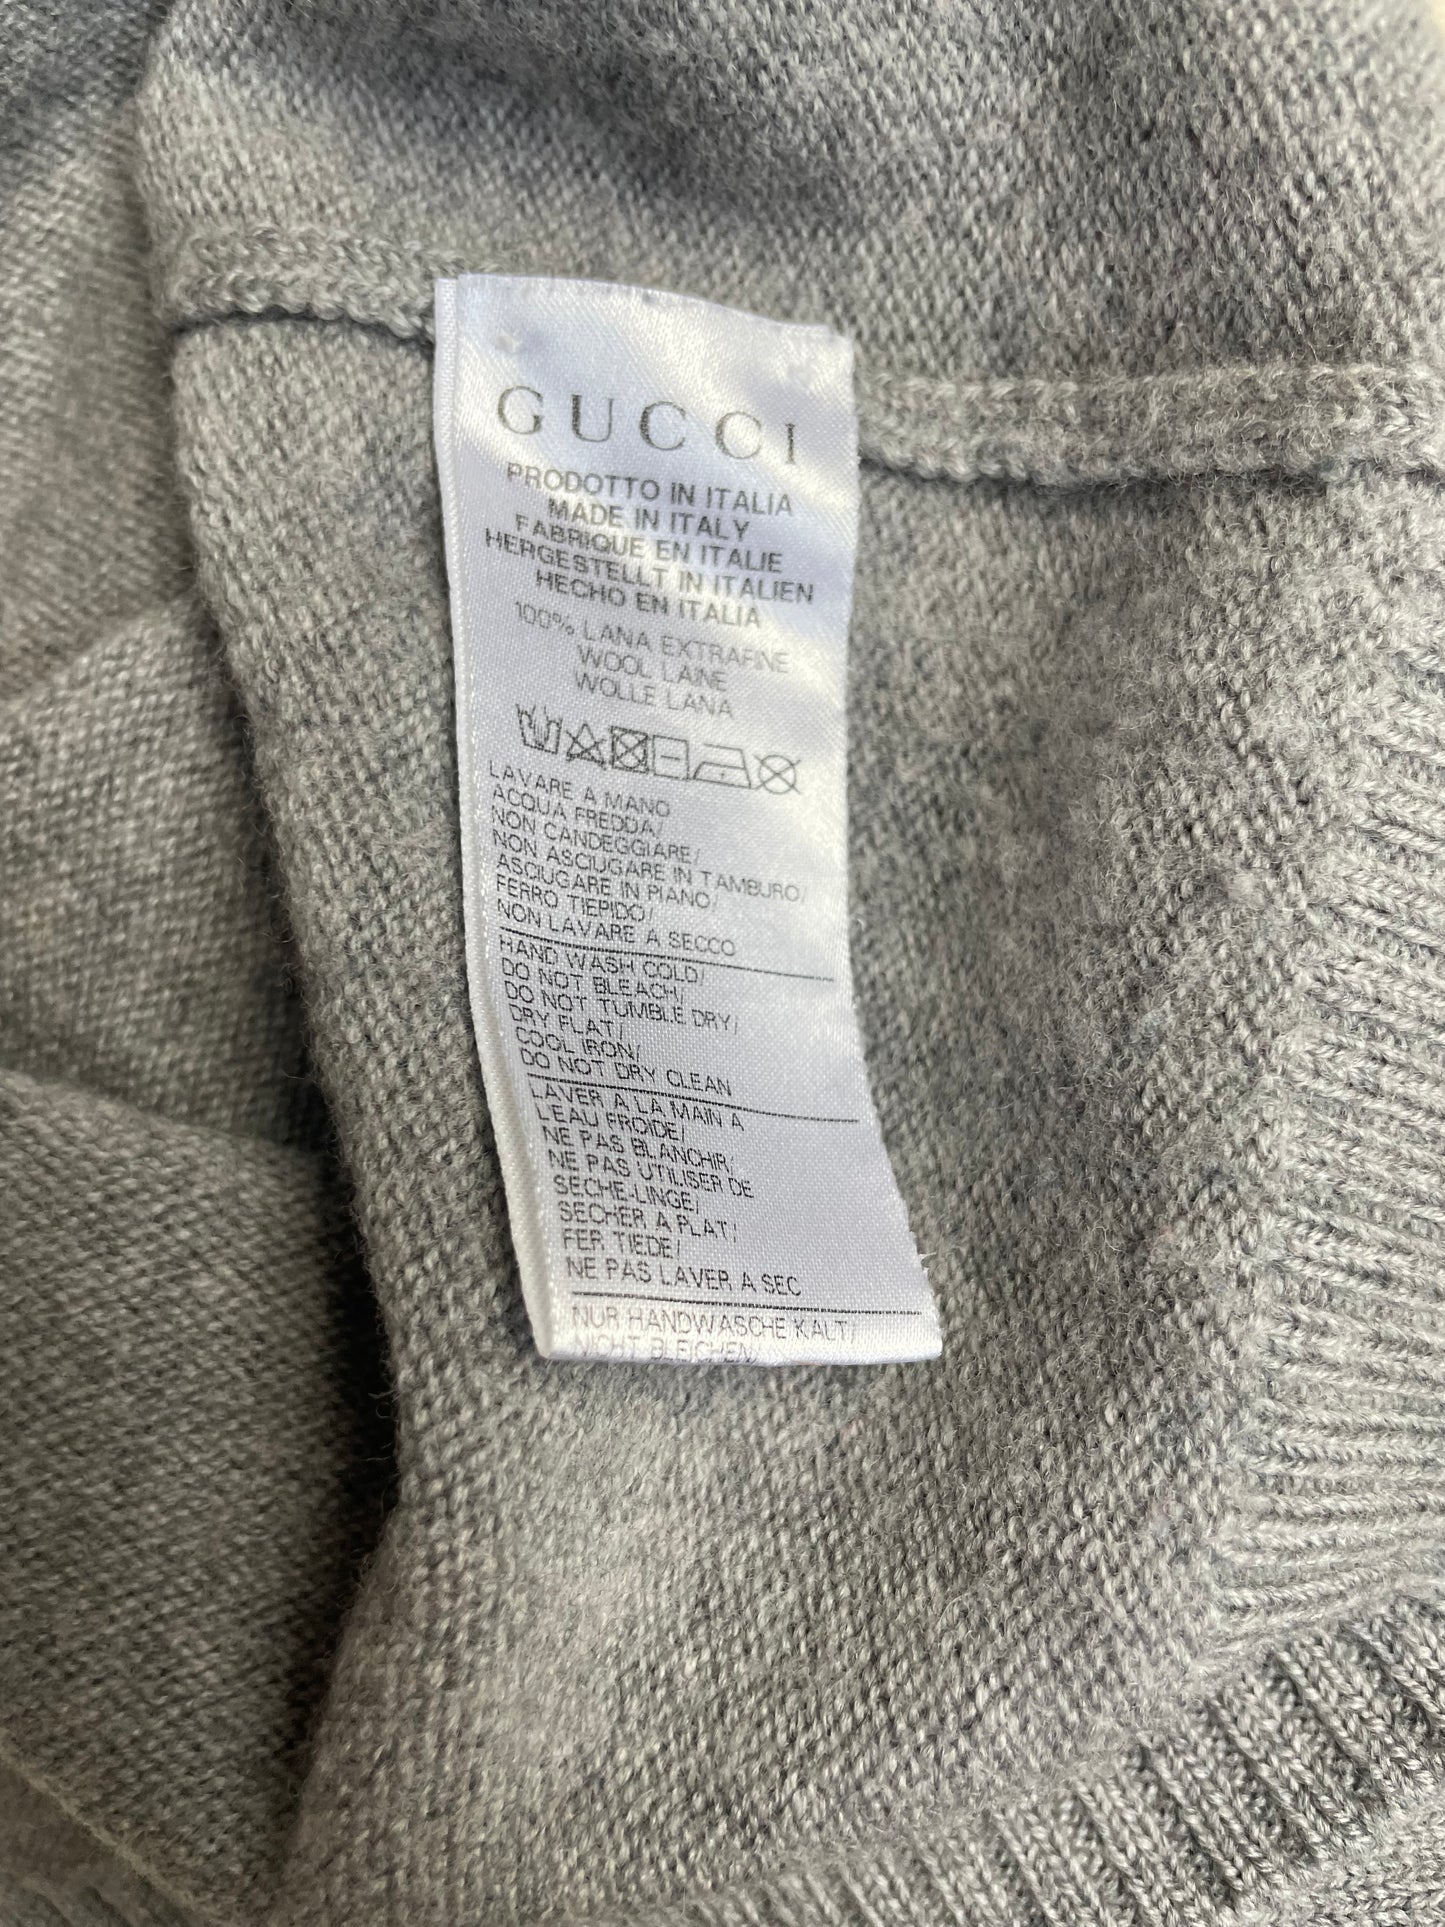 GUCCI
PRODOTTO IN ITALIA
MADE IN ITALY
FABRIQUE EN ITALIE
HERGESTELLT IN ITALIEN
HECHO EN ITALIA
100% LANA EXTRAFINE
WOOL LAINE
WOLLE LANA
LAVARE A MANO
ACQUA FREDDA/
NON CANDEGGIARE/
NON ASCIUGARE IN TAMBURO/
ASCIUGARE IN PIANO/
FERRO TIEPIDO/
NON LAVARE A SECCO
HAND WASH COLD/
DO NOT BLEACH/
DO NOT TUMBLE DRY/
DRY FLAT/
COOL IRON/
DO NOT DRY CLEAN
LAVER A LA MAIN A
L'EAU FROIDE/
NE PAS BLANCHIR/
NE PAS UTILISER DE
SECHE-LINGE/
SECHER A PLAT/
FER TIEDE/
NE PAS LAVER A SEC
NUR HANDWASCHE KALT/
NICHT BLEICHEN/